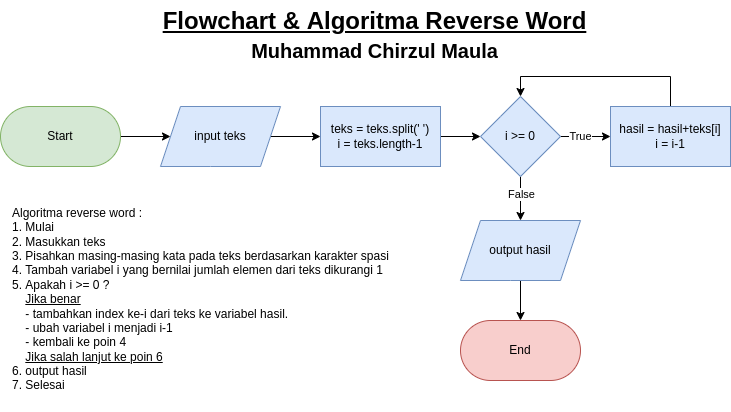 Flowchart & Algoritma Reverse Word
Muhammad Chirzul Maula
Start
input teks
teks = teks.split(' ')
i = teks.length-1
i >= 0
True
hasil = hasil+teks[i]
i = i-1
False
output hasil
End
Algoritma reverse word :
1. Mulai
2. Masukkan teks
3. Pisahkan masing-masing kata pada teks berdasarkan karakter spasi
4. Tambah variabel i yang bernilai jumlah elemen dari teks dikurangi 1
5. Apakah i >= 0 ?
Jika benar
- tambahkan index ke-i dari teks ke variabel hasil.
- ubah variabel i menjadi i-1
- kembali ke poin 4
Jika salah lanjut ke poin 6
6. output hasil
7. Selesai